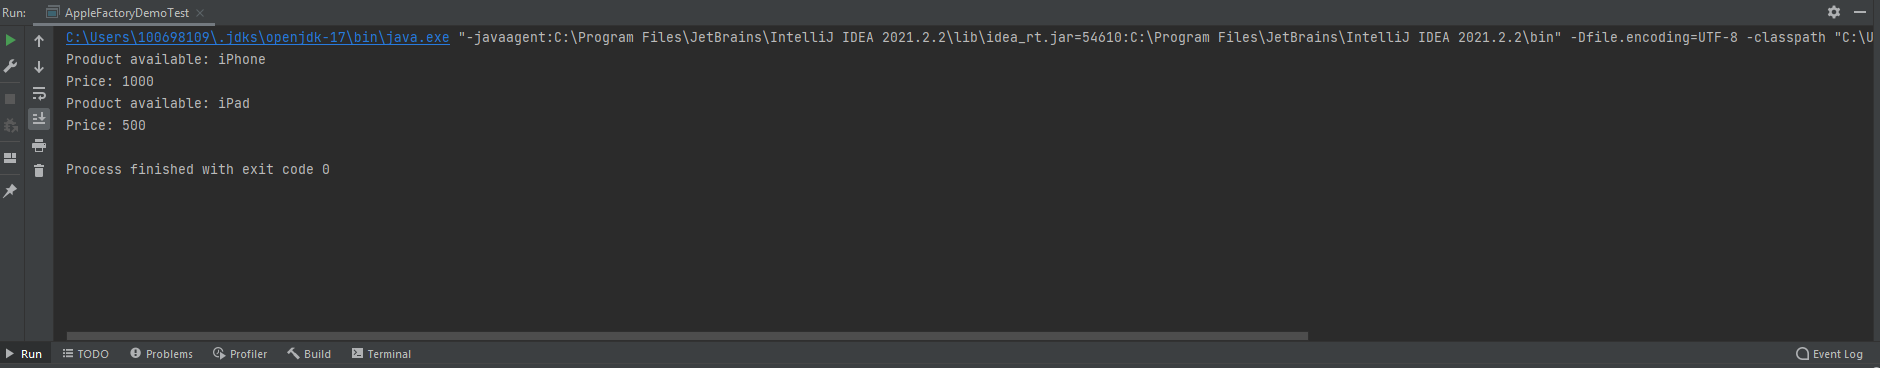 Run: AppleFactoryDemoTest
C:\Users\100698109\.jdks\openjdk-17\bin\java.exe "-javaagent:C:\Program Files\JetBrains\IntelliJ IDEA 2021.2.2\lib\idea_rt.jar=54610:C:\Program Files\JetBrains\IntelliJ IDEA 2021.2.2\bin" -Dfile.encoding=UTF-8 -classpath "C:\U
Product available: iPhone
Price: 1000
Product available: iPad
Price: 500
Process finished with exit code 0
Run TODO Problems Profiler Build Terminal Event Log